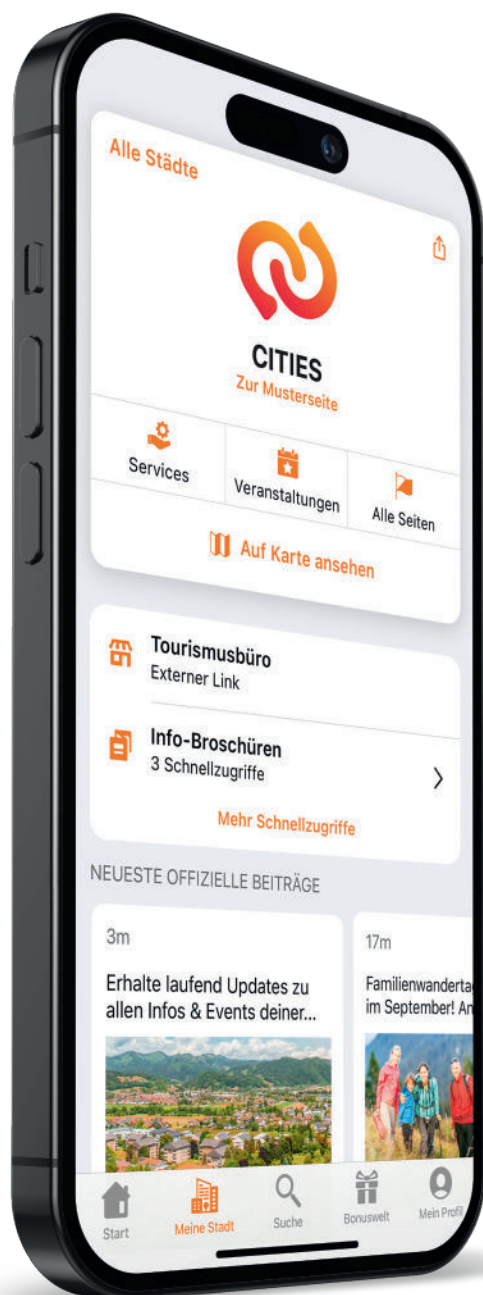 Alle Städte
CITIES
Zur Musterseite
Services
Veranstaltungen
Alle Seiten
Auf Karte ansehen
Tourismusbüro
Externer Link
Info-Broschüren
3 Schnellzugriffe
Mehr Schnellzugriffe
NEUESTE OFFIZIELLE BEITRÄGE
3m
Erhalte laufend Updates zu
allen Infos & Events deiner...
17m
Familienwanderta
im September! An
Start
Meine Stadt
Suche
Bonuswelt
Mein Profil